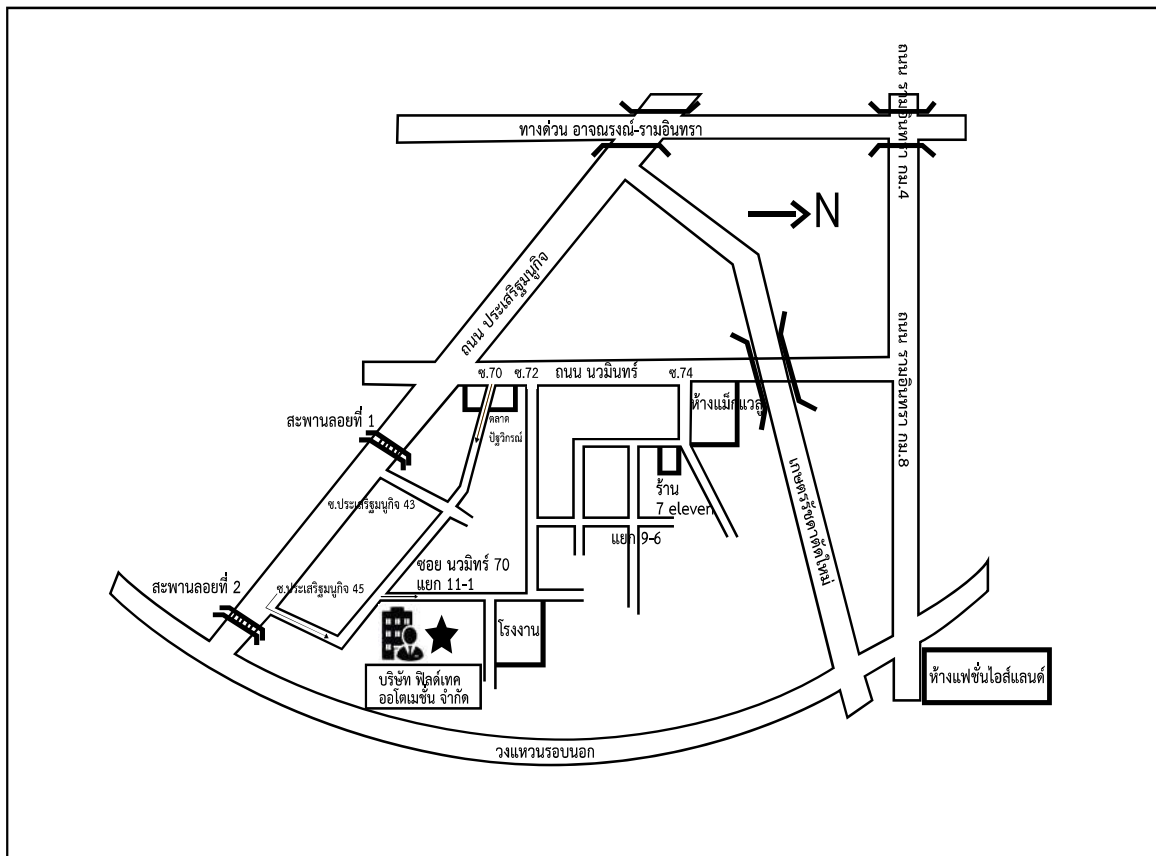 ถนน รามอินทรา กม.4
ทางด่วน อาจณรงณ์-รามอินทรา
N
ถนน ประเสริฐมนูกิจ
ถนน รามอินทรา กม.8
ซ.70
ซ.72
ถนน นวมินทร์
ซ.74
ห้างแม็กแวลู
สะพานลอยที่ 1
ตลาด
ปัฐวิกรณ์
เกษตรรัชดาตัดใหม่
ร้าน
7 eleven
ซ.ประเสริฐมนูกิจ 43
แยก 9-6
ซอย นวมิทร์ 70
แยก 11-1
สะพานลอยที่ 2
ซ.ประเสริฐมนูกิจ 45
โรงงาน
บริษัท ฟิลด์เทค
ออโตเมชั่น จำกัด
ห้างแฟชั่นไอส์แลนด์
วงแหวนรอบนอก